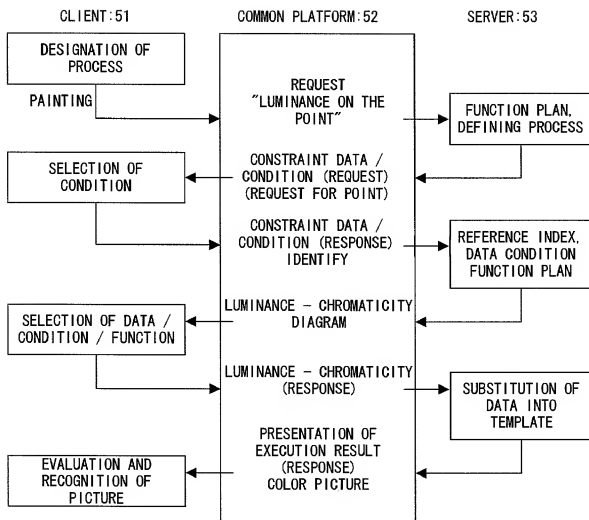 CLIENT:51
COMMON PLATFORM:52
SERVER:53
DESIGNATION OF
PROCESS
PAINTING
REQUEST
"LUMINANCE ON THE
POINT"
FUNCTION PLAN,
DEFINING PROCESS
SELECTION OF
CONDITION
CONSTRAINT DATA /
CONDITION (REQUEST)
(REQUEST FOR POINT)
CONSTRAINT DATA /
CONDITION (RESPONSE)
IDENTIFY
REFERENCE INDEX,
DATA CONDITION
FUNCTION PLAN
SELECTION OF DATA /
CONDITION / FUNCTION
LUMINANCE - CHROMATICITY
DIAGRAM
LUMINANCE - CHROMATICITY
(RESPONSE)
SUBSTITUTION OF
DATA INTO
TEMPLATE
EVALUATION AND
RECOGNITION OF
PICTURE
PRESENTATION OF
EXECUTION RESULT
(RESPONSE)
COLOR PICTURE